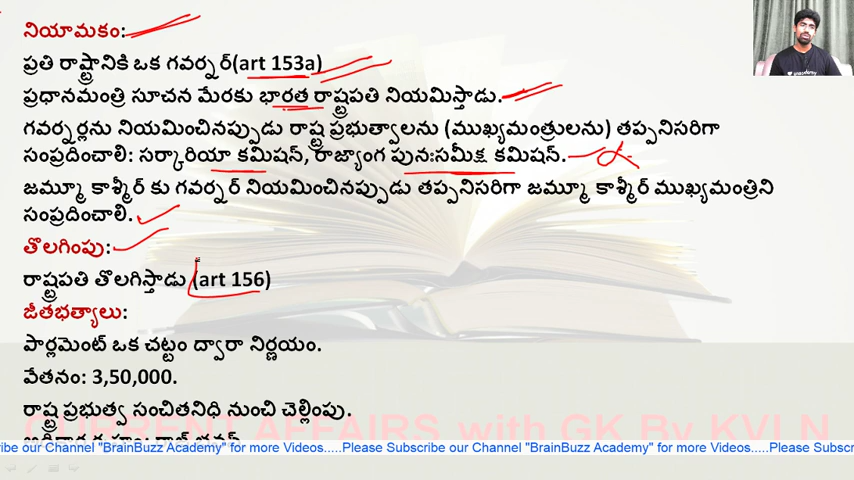 నియామకం:
ప్రతి రాష్ట్రానికి ఒక గవర్నర్(art 153a)
ప్రధానమంత్రి సూచన మేరకు భారత రాష్ట్రపతి నియమిస్తాడు.
గవర్నర్లను నియమించినప్పుడు రాష్ట్ర ప్రభుత్వాలను (ముఖ్యమంత్రులను) తప్పనిసరిగా
సంప్రదించాలి: సర్కారియా కమిషన్, రాజ్యాంగ పునఃసమీక్ష కమిషన్.
జమ్మూ కాశ్మీర్ కు గవర్నర్ నియమించినప్పుడు తప్పనిసరిగా జమ్మూ కాశ్మీర్ ముఖ్యమంత్రిని
సంప్రదించాలి.
తొలగింపు:
రాష్ట్రపతి తొలగిస్తాడు (art 156)
జీతభత్యాలు:
పార్లమెంట్ ఒక చట్టం ద్వారా నిర్ణయం.
వేతనం: 3,50,000.
రాష్ట్ర ప్రభుత్వ సంచితనిధి నుంచి చెల్లింపు.
CURRENT AFFAIRS with GK By KVLN
ibe our Channel "BrainBuzz Academy" for more Videos.....Please Subscribe our Channel "BrainBuzz Academy" for more Videos.....Please Subscr